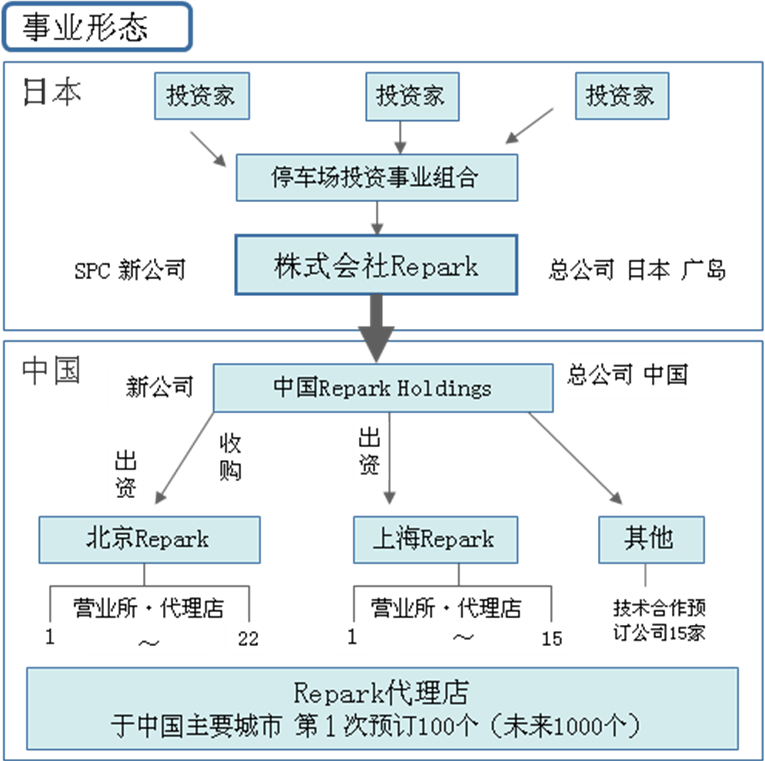 事业形态
日本
投资家
投资家
投资家
停车场投资事业组合
SPC 新公司
株式会社Repark
总公司 日本 广岛
中国
新公司
中国Repark Holdings
总公司 中国
出资
收购
出资
北京Repark
上海Repark
其他
营业所·代理店
1 ～ 22
营业所·代理店
1 ～ 15
技术合作预
订公司15家
Repark代理店
于中国主要城市 第1次预订100个（未来1000个）